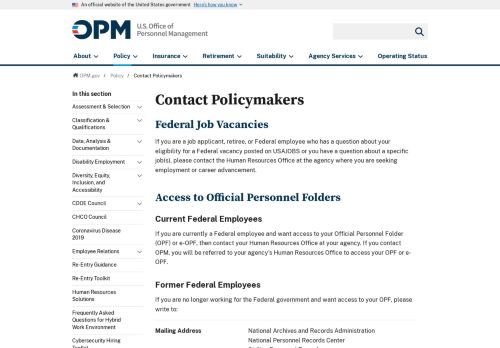 An official website of the United States government Here's how you know
OPM
U.S. Office of
Personnel Management
About
Policy
Insurance
Retirement
Suitability
Agency Services
Operating Status
OPM.gov / Policy / Contact Policymakers
In this section
Assessment & Selection
Classification &
Qualifications
Data, Analysis &
Documentation
Disability Employment
Diversity, Equity,
Inclusion, and
Accessibility
CDOE Council
CHCO Council
Coronavirus Disease
2019
Employee Relations
Re-Entry Guidance
Re-Entry Toolkit
Human Resources
Solutions
Frequently Asked
Questions for Hybrid
Work Environment
Cybersecurity Hiring
Contact Policymakers
Federal Job Vacancies
If you are a job applicant, retiree, or Federal employee who has a question about your
eligibility for a Federal vacancy posted on USAJOBS or you have a question about a specific
job(s), please contact the Human Resources Office at the agency where you are seeking
employment or career advancement.
Access to Official Personnel Folders
Current Federal Employees
If you are currently a Federal employee and want access to your Official Personnel Folder
(OPF) or e-OPF, then contact your Human Resources Office at your agency. If you contact
OPM, you will be referred to your agency's Human Resources Office to access your OPF or e-
OPF.
Former Federal Employees
If you are no longer working for the Federal government and want access to your OPF, please
write to:
Mailing Address
National Archives and Records Administration
National Personnel Records Center